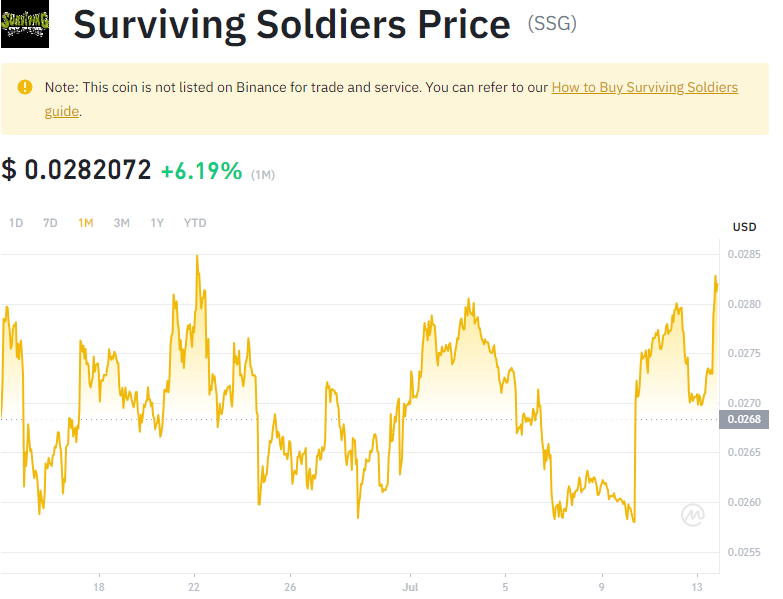 SURVIVING
Surviving Soldiers Price (SSG)
Note: This coin is not listed on Binance for trade and service. You can refer to our How to Buy Surviving Soldiers
guide.
$ 0.0282072 +6.19% (1M)
1D 7D 1M 3M 1Y YTD
USD
0.0285
0.0280
0.0275
0.0270
0.0268
0.0265
0.0260
0.0255
18 22 26 Jul 5 9 13